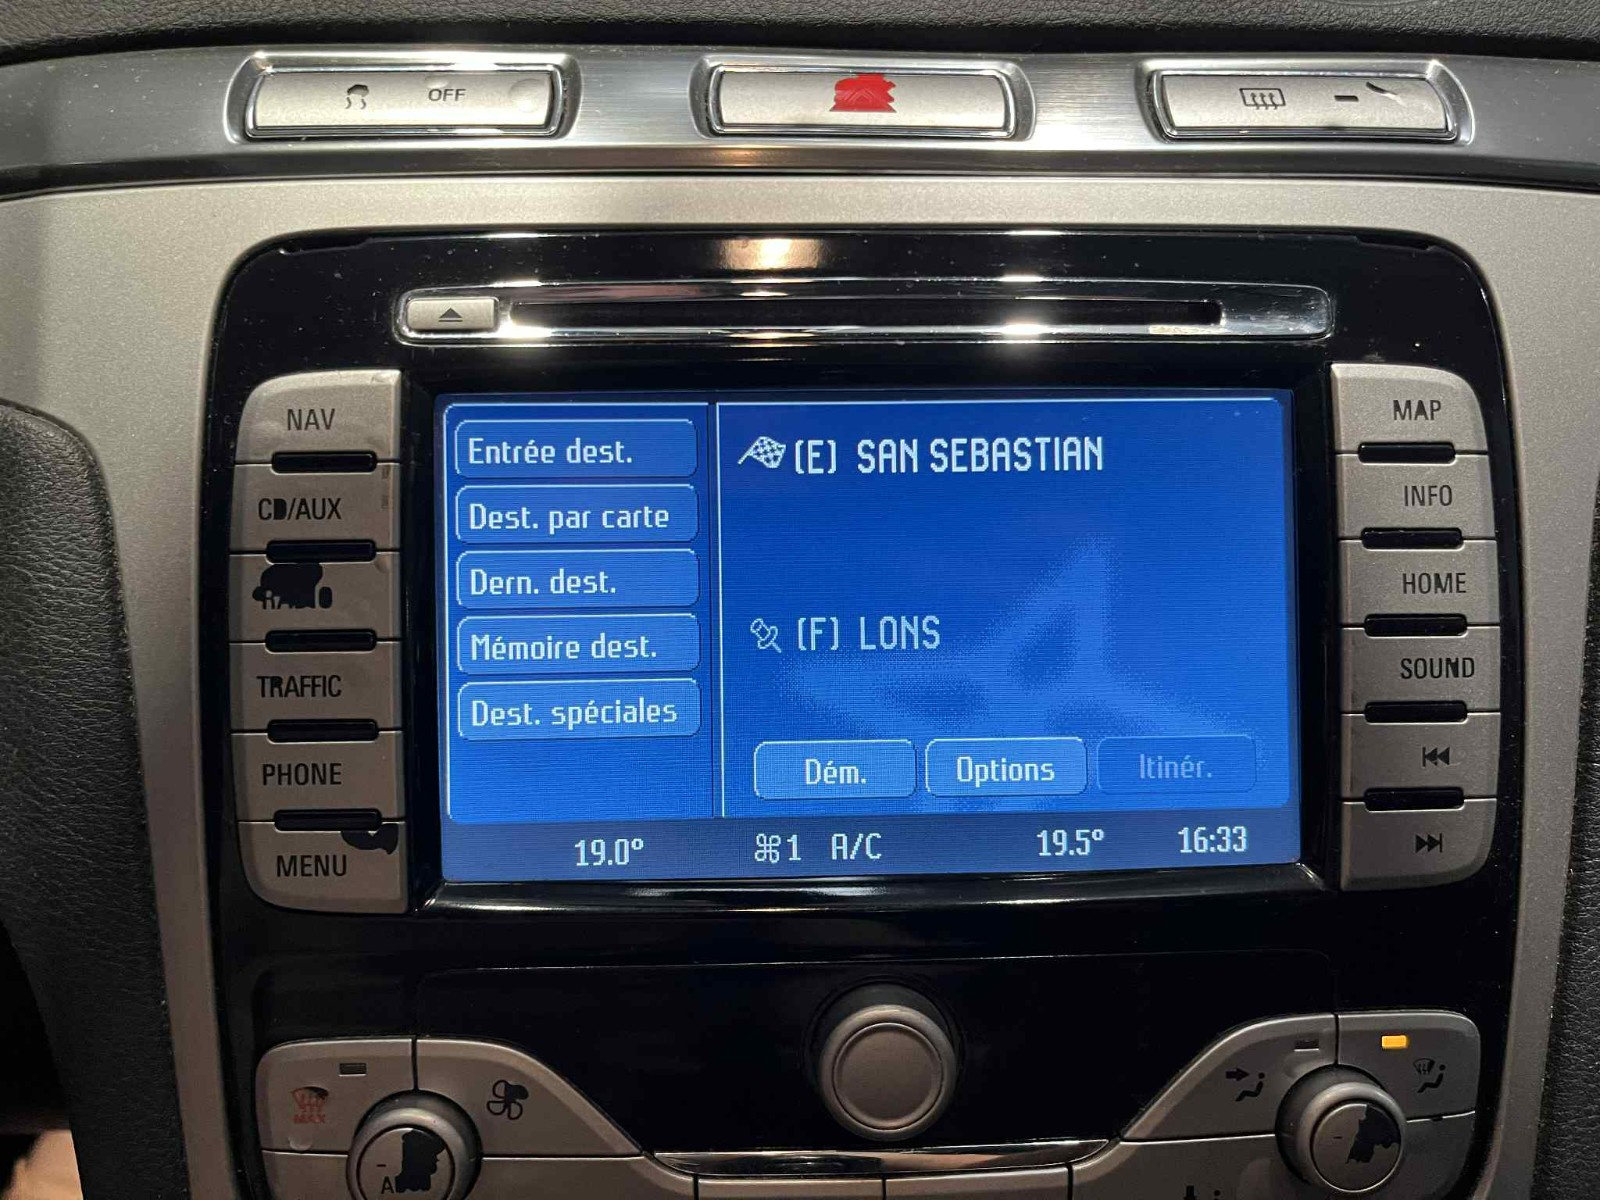 OFF
NAV
CD/AUX
TRAFFIC
PHONE
MENU
Entrée dest.
Dest. par carte
Dern. dest.
Mémoire dest.
Dest. spéciales
(E) SAN SEBASTIAN
(F) LONS
Dém.
Options
Itinér.
19.0°
1 A/C
19.5°
16:33
MAP
INFO
HOME
SOUND
MAX